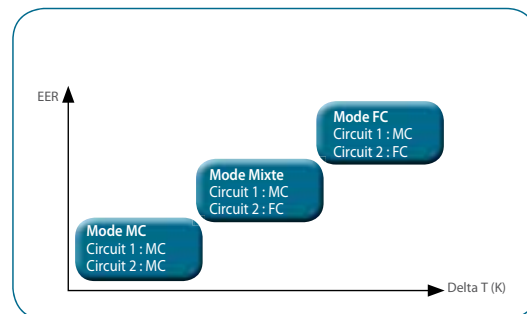 EER
Mode FC
Circuit 1 : MC
Circuit 2 : FC
Mode Mixte
Circuit 1 : MC
Circuit 2 : FC
Mode MC
Circuit 1 : MC
Circuit 2 : MC
Delta T (K)